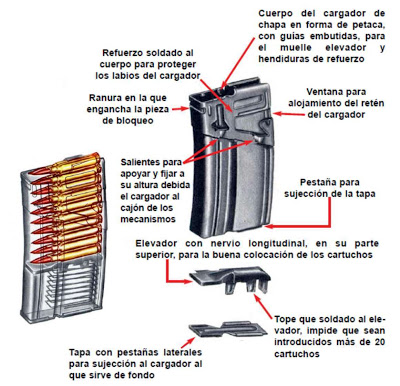 Cuerpo del cargador de
chapa en forma de petaca,
con guías embutidas, para
el muelle elevador y
hendiduras de refuerzo
Refuerzo soldado al
cuerpo para proteger
los labios del cargador
Ranura en la que
engancha la pieza
de bloqueo
Ventana para
alojamiento del retén
del cargador
Salientes para
apoyar y fijar a
su altura debida
el cargador al
cajón de los
mecanismos
Pestaña para
sujección de la tapa
Elevador con nervio longitudinal, en su parte
superior, para la buena colocación de los cartuchos
Tope que soldado al ele-
vador, impide que sean
introducidos más de 20
cartuchos
Tapa con pestañas laterales
para sujección al cargador al
que sirve de fondo